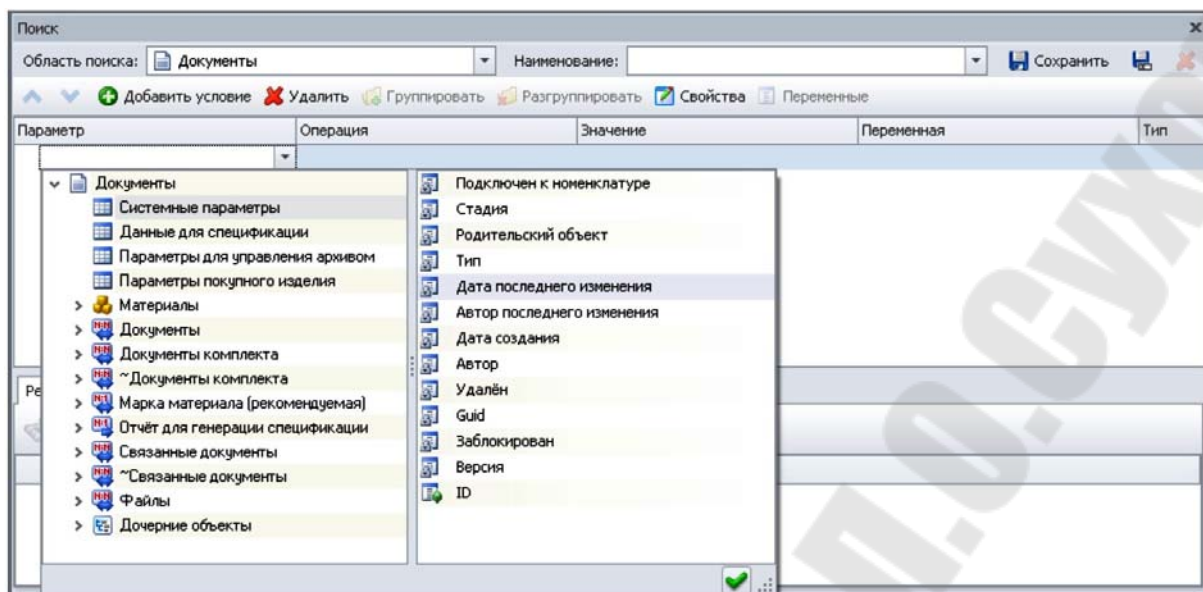 Поиск
Область поиска: Документы Наименование: Сохранить
Добавить условие Удалить Группировать Разгруппировать Свойства Переменные
Параметр Операция Значение Переменная Тип
Документы
Системные параметры
Данные для спецификации
Параметры для управления архивом
Параметры покупного изделия
Материалы
Документы
Документы комплекта
~Документы комплекта
Марка материала (рекомендуемая)
Отчёт для генерации спецификации
Связанные документы
~Связанные документы
Файлы
Дочерние объекты
Подключен к номенклатуре
Стадия
Родительский объект
Тип
Дата последнего изменения
Автор последнего изменения
Дата создания
Автор
Удалён
Guid
Заблокирован
Версия
ID
Ре
П.О.Сухо